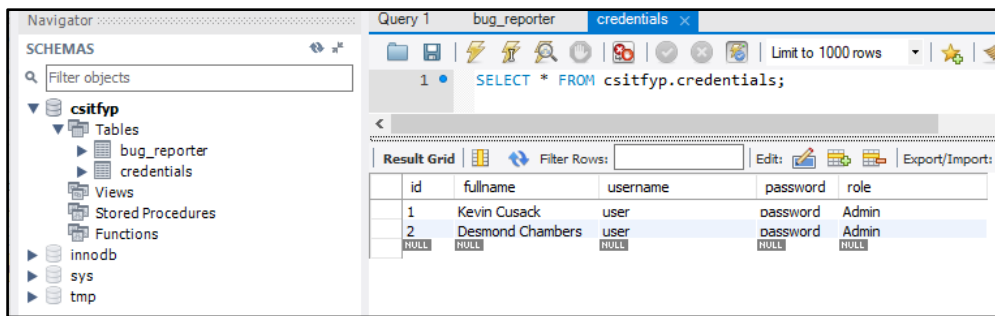 Navigator
SCHEMAS
Filter objects
csitfyp
Tables
bug_reporter
credentials
Views
Stored Procedures
Functions
innodb
sys
tmp
Query 1 bug_reporter credentials
Limit to 1000 rows
1 SELECT * FROM csitfyp.credentials;
Result Grid Filter Rows: Edit: Export/Import:
id fullname username password role
1 Kevin Cusack user password Admin
2 Desmond Chambers user password Admin
NULL NULL NULL NULL NULL